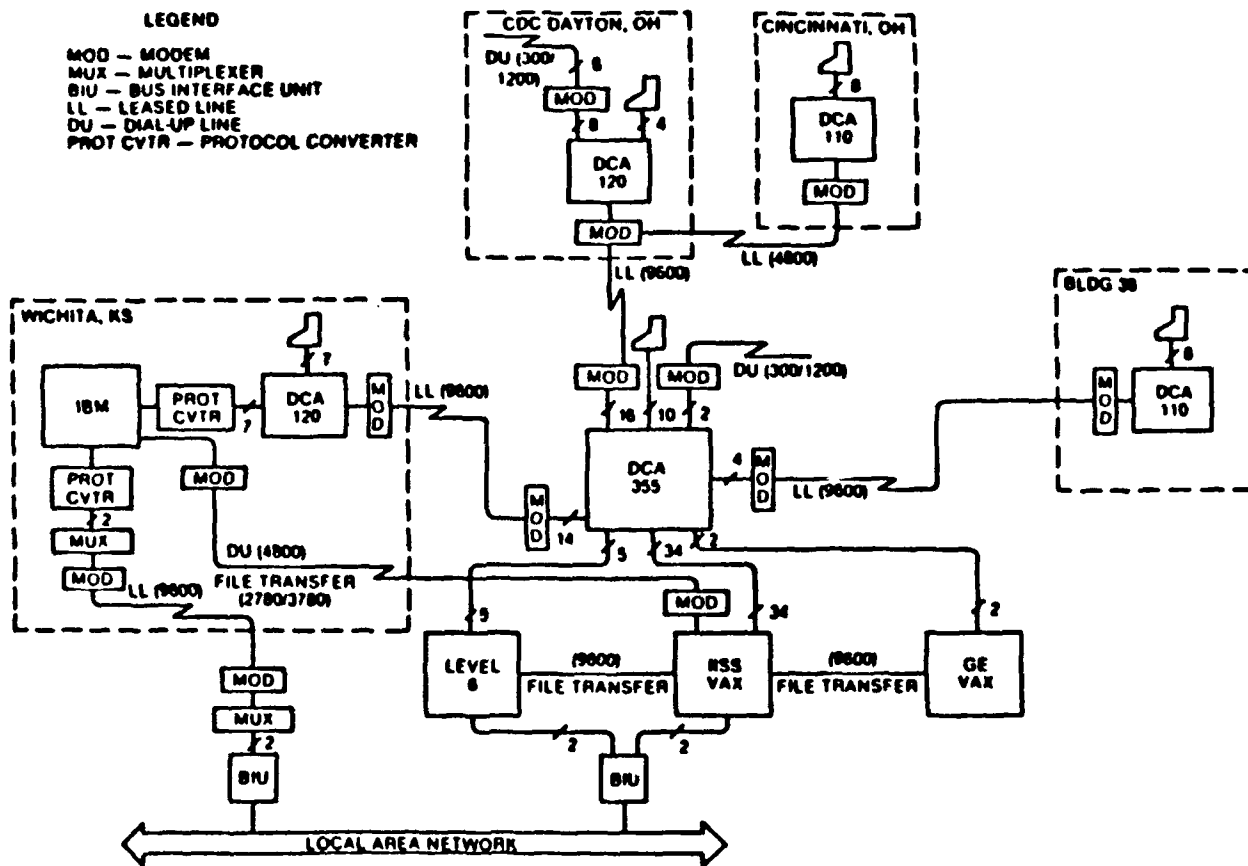 LEGEND
MOD — MODEM
MUX — MULTIPLEXER
BIU — BUS INTERFACE UNIT
LL — LEASED LINE
DU — DIAL-UP LINE
PROT CVTR — PROTOCOL CONVERTER
CDC DAYTON, OH
DU (300/
1200)
6
MOD
8
4
DCA
120
MOD
LL (9600)
CINCINNATI, OH
8
DCA
110
MOD
LL (4800)
WICHITA, KS
7
IBM
PROT
CVTR
7
DCA
120
MOD
LL (9600)
PROT
CVTR
2
MUX
MOD
LL (9600)
MOD
DU (4800)
FILE TRANSFER
(2780/3780)
MOD
MOD
DU (300/1200)
16
10
2
DCA
355
MOD
14
4
MOD
LL (9600)
BLDG 36
8
MOD
DCA
110
5
34
2
MOD
5
34
2
LEVEL
6
(9600)
FILE TRANSFER
VAX
(9600)
FILE TRANSFER
GE
VAX
MOD
MUX
2
BIU
2
2
BIU
LOCAL AREA NETWORK